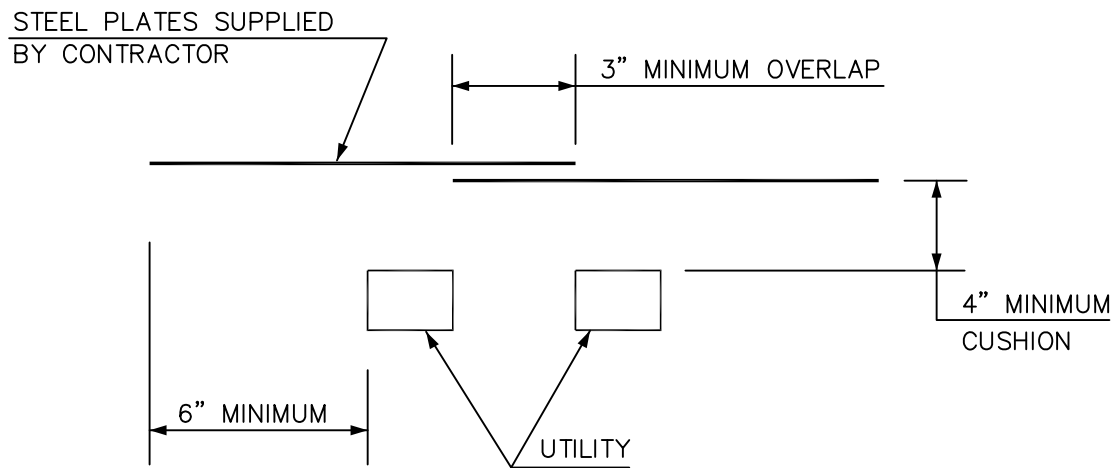 STEEL PLATES SUPPLIED
BY CONTRACTOR
3” MINIMUM OVERLAP
4” MINIMUM
CUSHION
6” MINIMUM
UTILITY